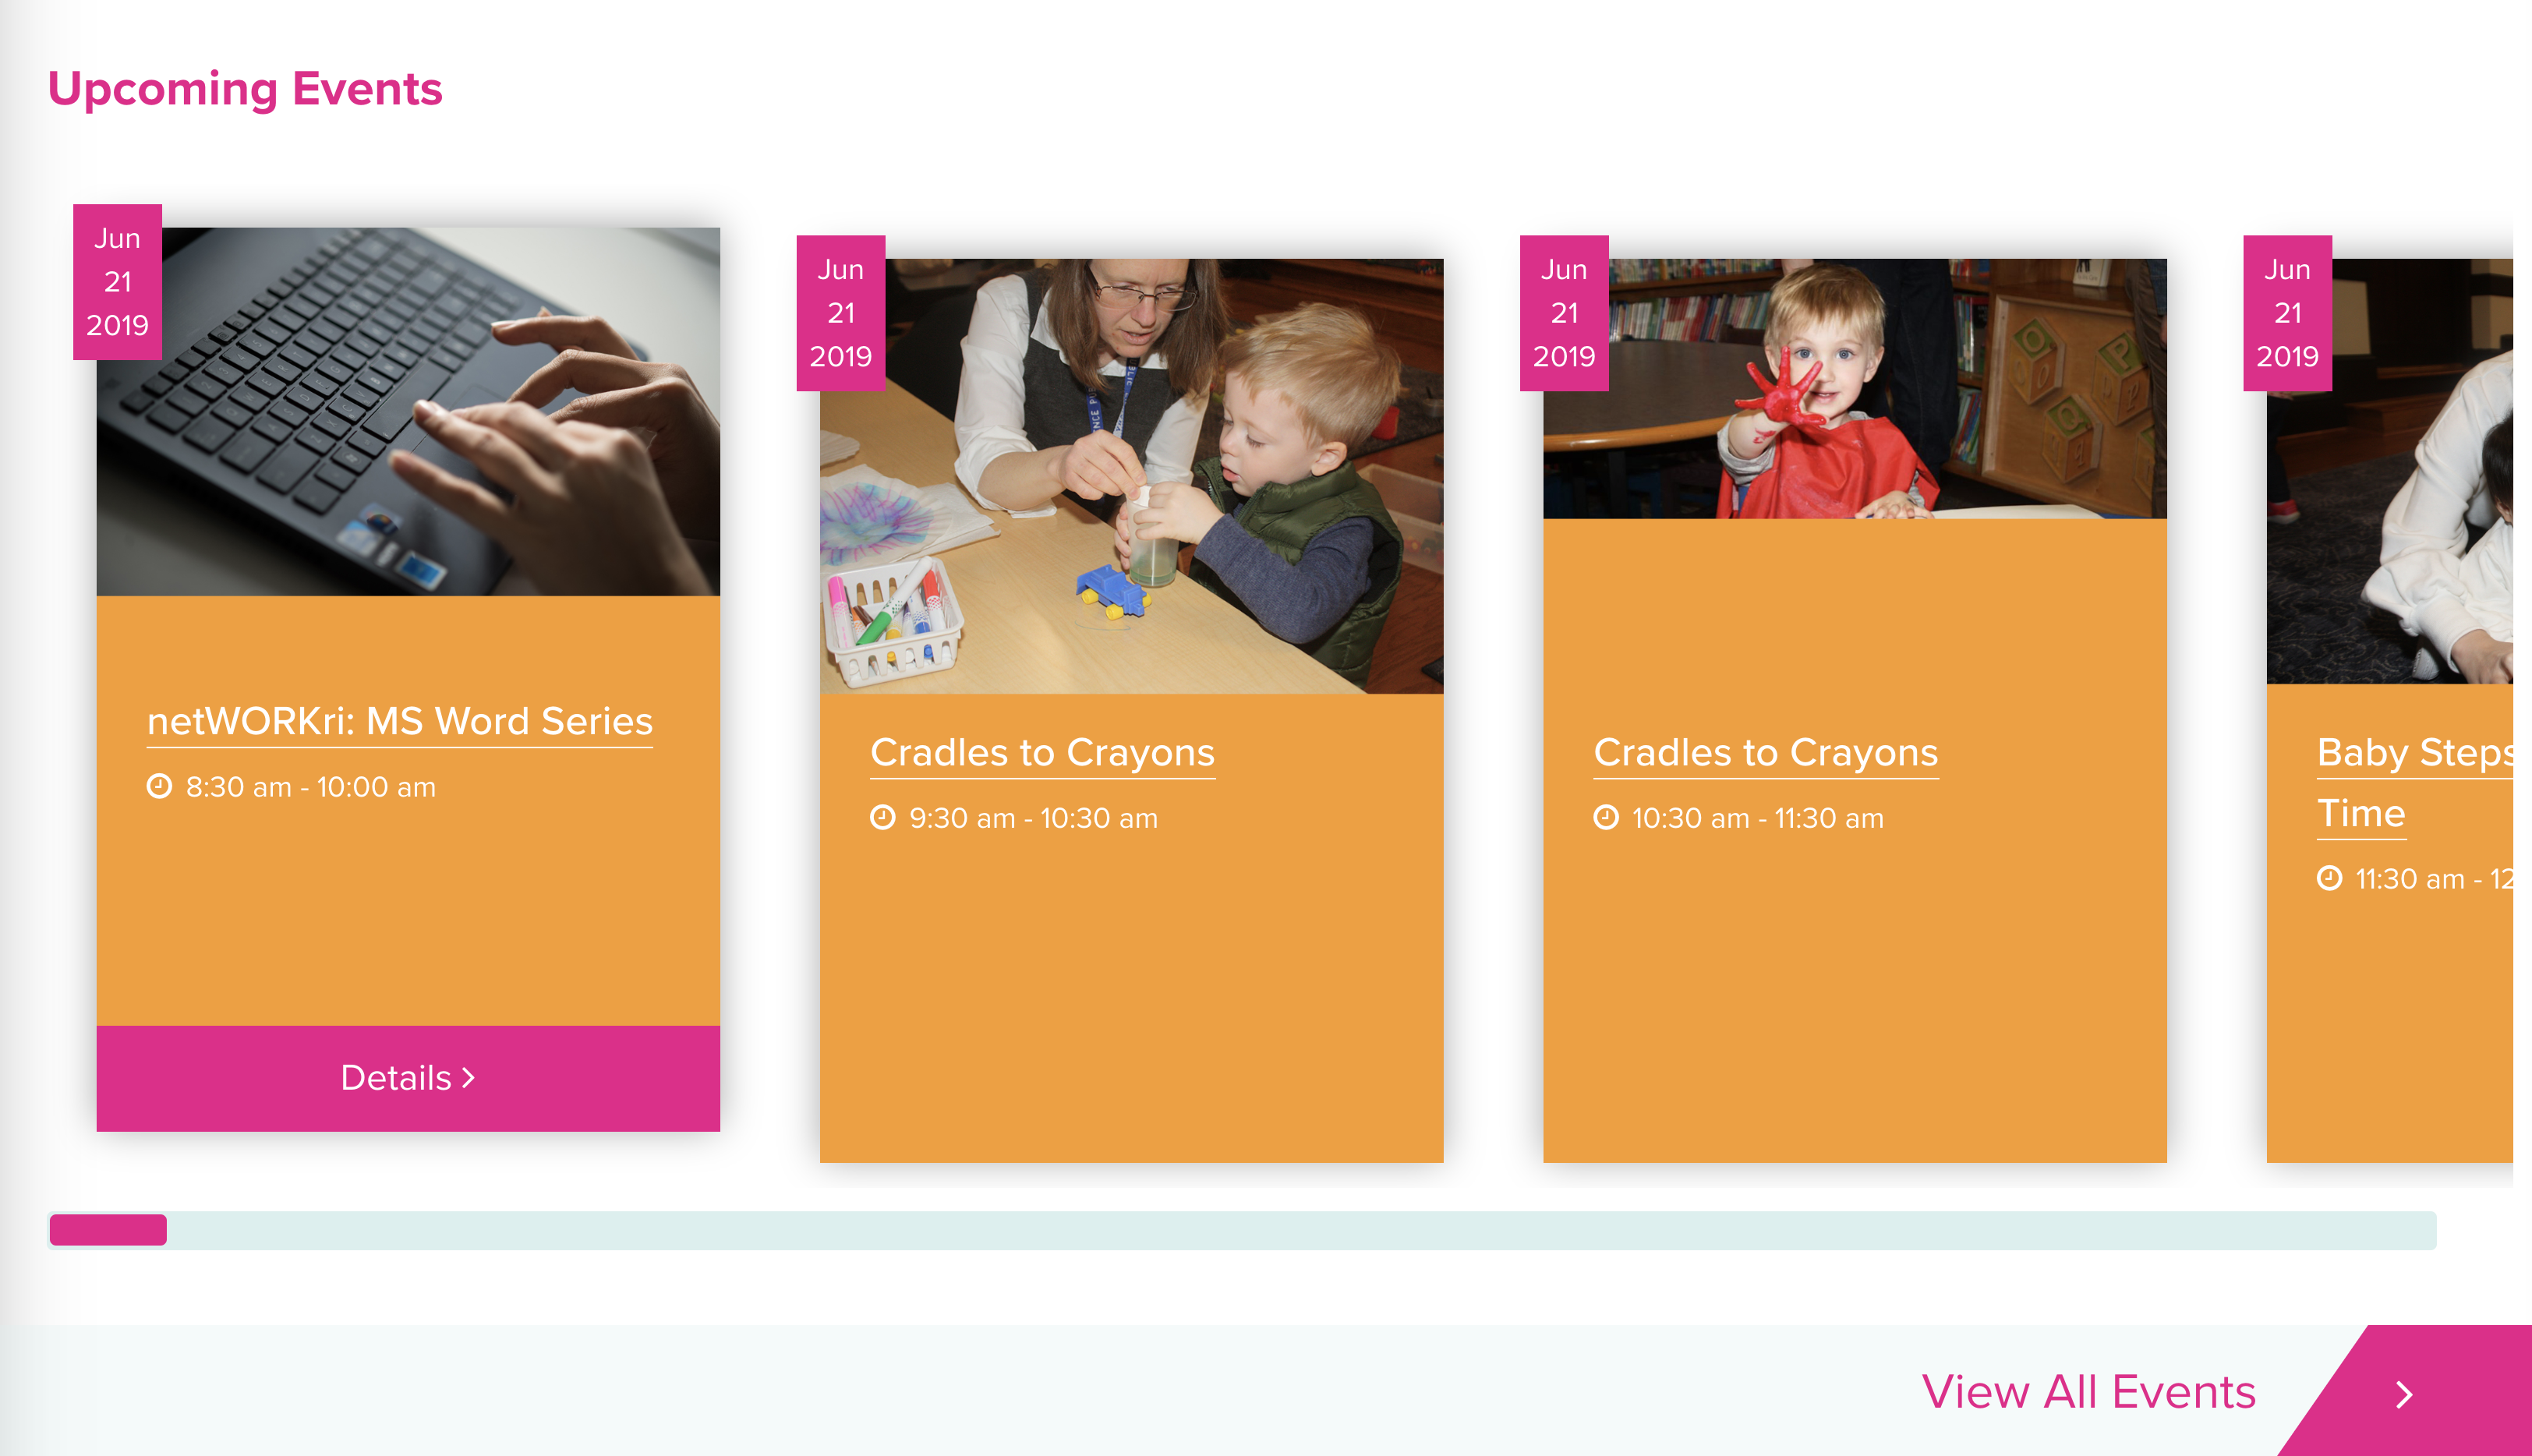 Upcoming Events
Jun
21
2019
netWORKri: MS Word Series
8:30 am - 10:00 am
Details >
Jun
21
2019
Cradles to Crayons
9:30 am - 10:30 am
Jun
21
2019
Cradles to Crayons
10:30 am - 11:30 am
Jun
21
2019
Baby Steps
Time
11:30 am - 12
View All Events >